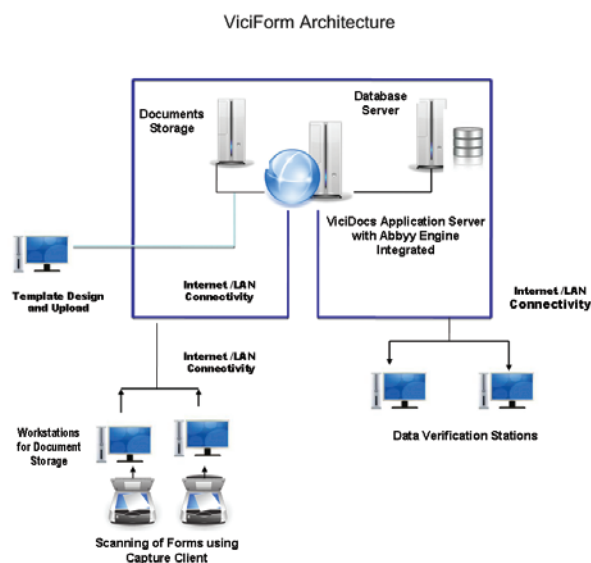 ViciForm Architecture
Documents
Storage
Database
Server
ViciDocs Application Server
with Abbyy Engine
Integrated
Template Design
and Upload
Internet /LAN
Connectivity
Internet /LAN
Connectivity
Internet /LAN
Connectivity
Workstations
for Document
Storage
Data Verification Stations
Scanning of Forms using
Capture Client